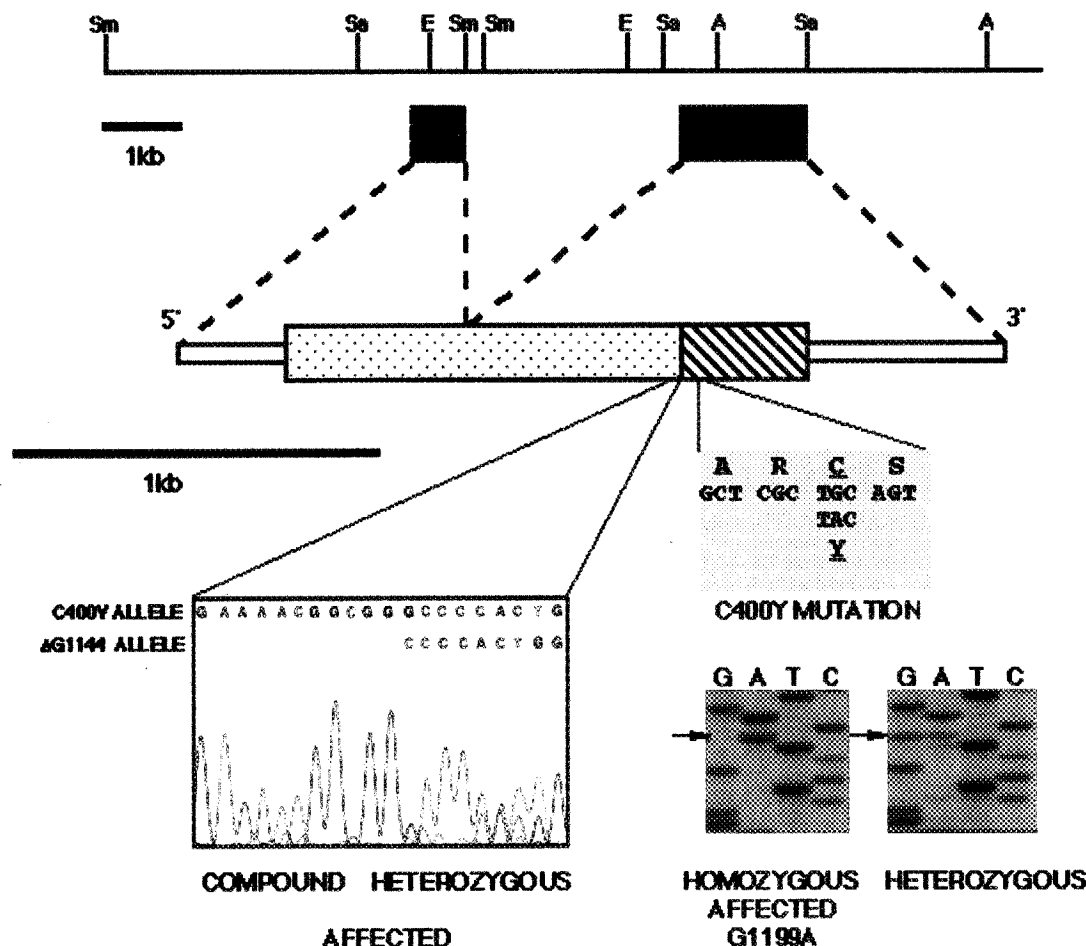 Sm Sa E Sm Sm E Sa A Sa A
1kb
5' 3'
1kb
A R C S
GCT CGC TGC AGT
TAC
Y
C400Y MUTATION
C400Y ALLELE G A A A A C G G C G G G C C C C A C T G
ΔG1144 ALLELE C C C C A C T G G
G A T C G A T C
COMPOUND HETEROZYGOUS
AFFECTED
HOMOZYGOUS
AFFECTED
G1199A
HETEROZYGOUS